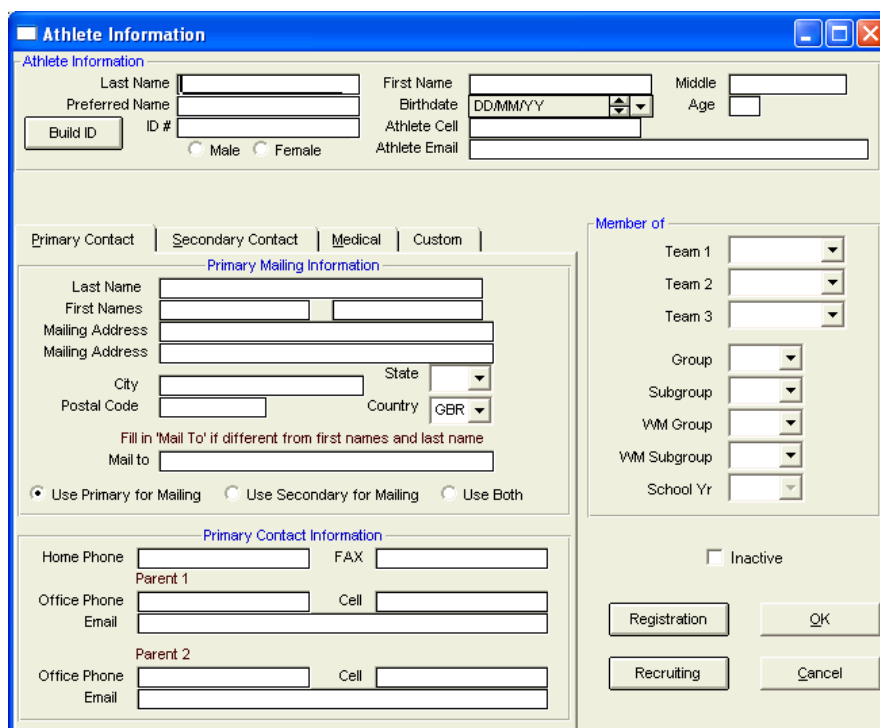 Athlete Information
Athlete Information
Last Name First Name Middle
Preferred Name Birthdate DD/MM/YY Age
Build ID ID # Athlete Cell
Male Female Athlete Email
Primary Contact Secondary Contact Medical Custom
Primary Mailing Information
Last Name
First Names
Mailing Address
Mailing Address
City State
Postal Code Country GBR
Fill in 'Mail To' if different from first names and last name
Mail to
Use Primary for Mailing Use Secondary for Mailing Use Both
Primary Contact Information
Home Phone FAX
Parent 1
Office Phone Cell
Email
Parent 2
Office Phone Cell
Email
Member of
Team 1
Team 2
Team 3
Group
Subgroup
WM Group
WM Subgroup
School Yr
Inactive
Registration OK
Recruiting Cancel